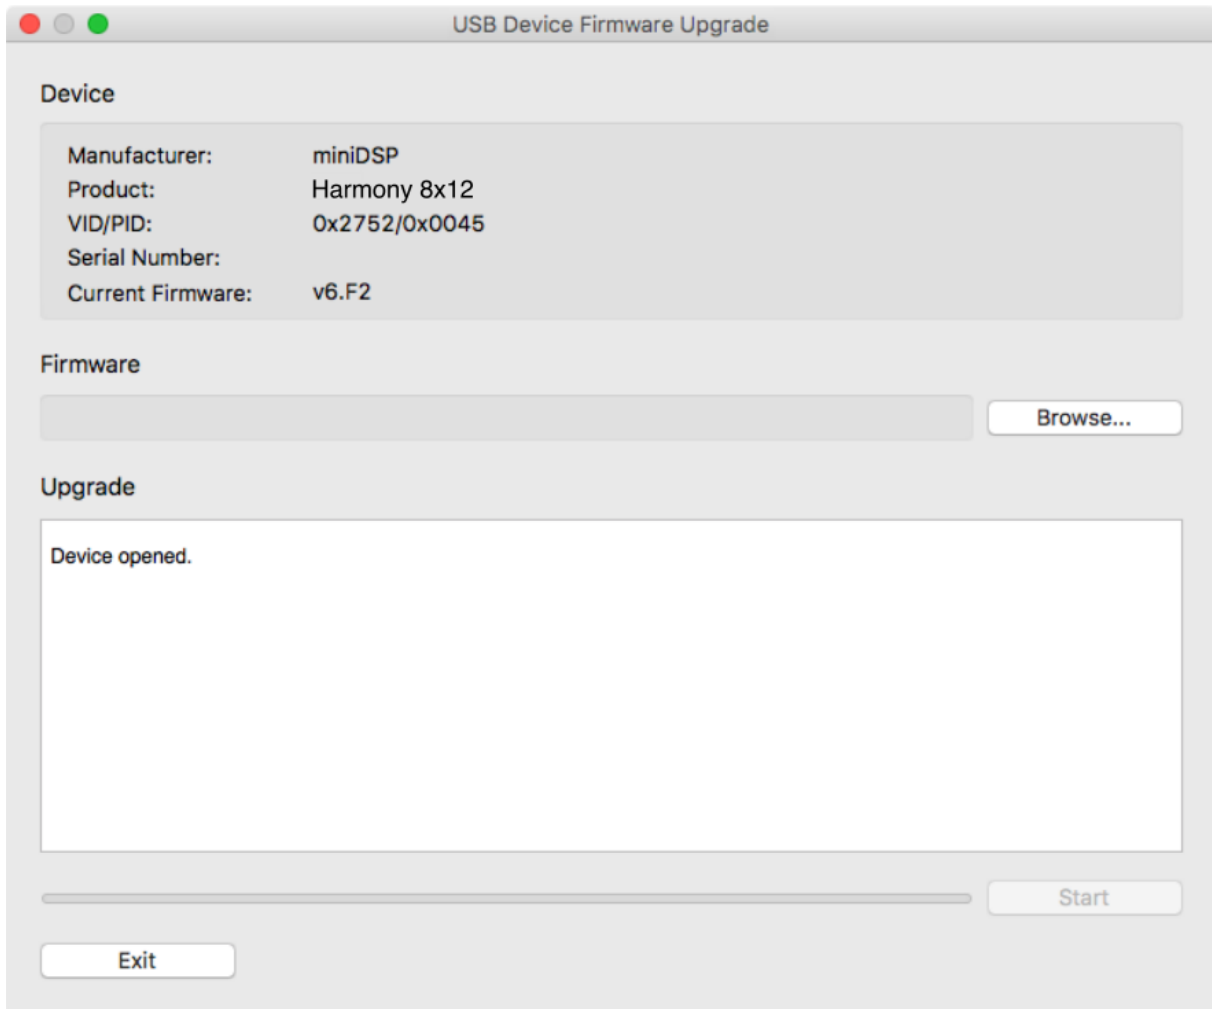 USB Device Firmware Upgrade
Device
Manufacturer: miniDSP
Product: Harmony 8x12
VID/PID: 0x2752/0x0045
Serial Number:
Current Firmware: v6.F2
Firmware
Browse...
Upgrade
Device opened.
Start
Exit